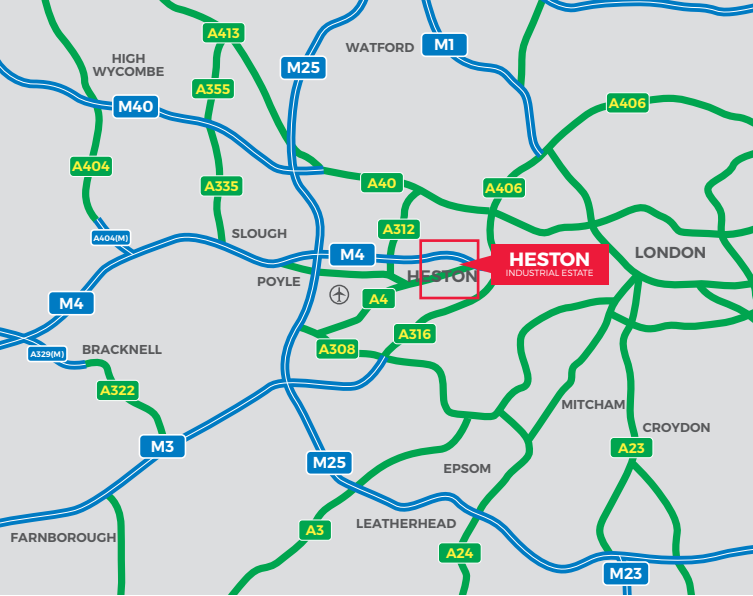 A413
WATFORD
M1
HIGH
WYCOMBE
M25
A355
M40
A406
A404
A335
A40
A406
A404(M)
SLOUGH
A312
M4
HESTON
INDUSTRIAL ESTATE
LONDON
POYLE
HESTON
M4
A4
A329(M)
BRACKNELL
A308
A316
A322
MITCHAM
M3
CROYDON
A23
M25
EPSOM
FARNBOROUGH
A3
LEATHERHEAD
A24
M23